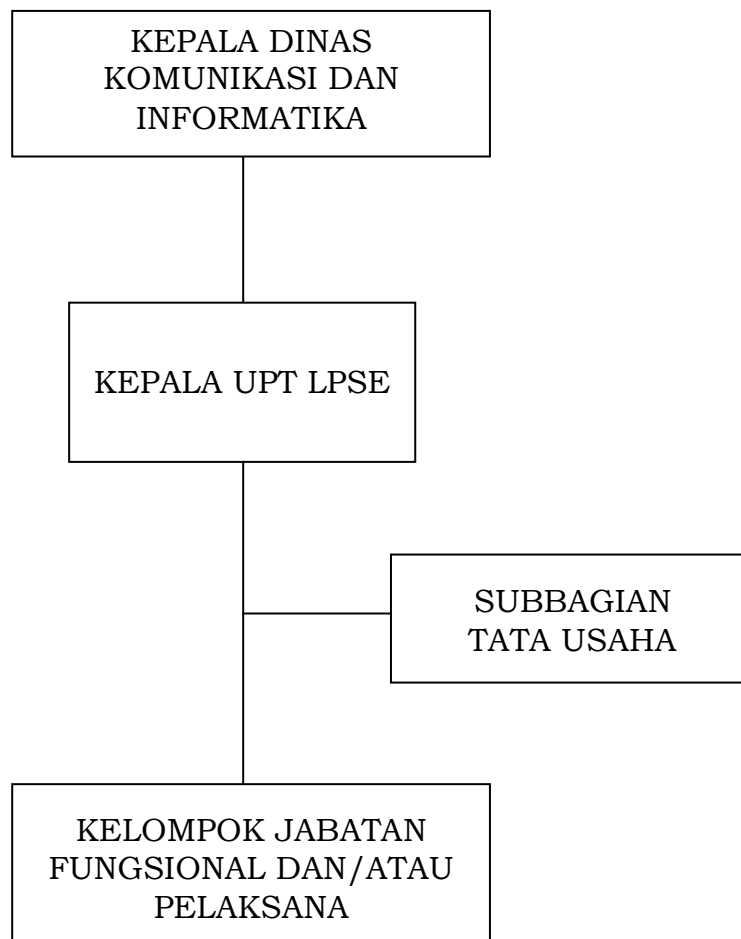 KEPALA DINAS
KOMUNIKASI DAN
INFORMATIKA
KEPALA UPT LPSE
SUBBAGIAN
TATA USAHA
KELOMPOK JABATAN
FUNGSIONAL DAN/ATAU
PELAKSANA